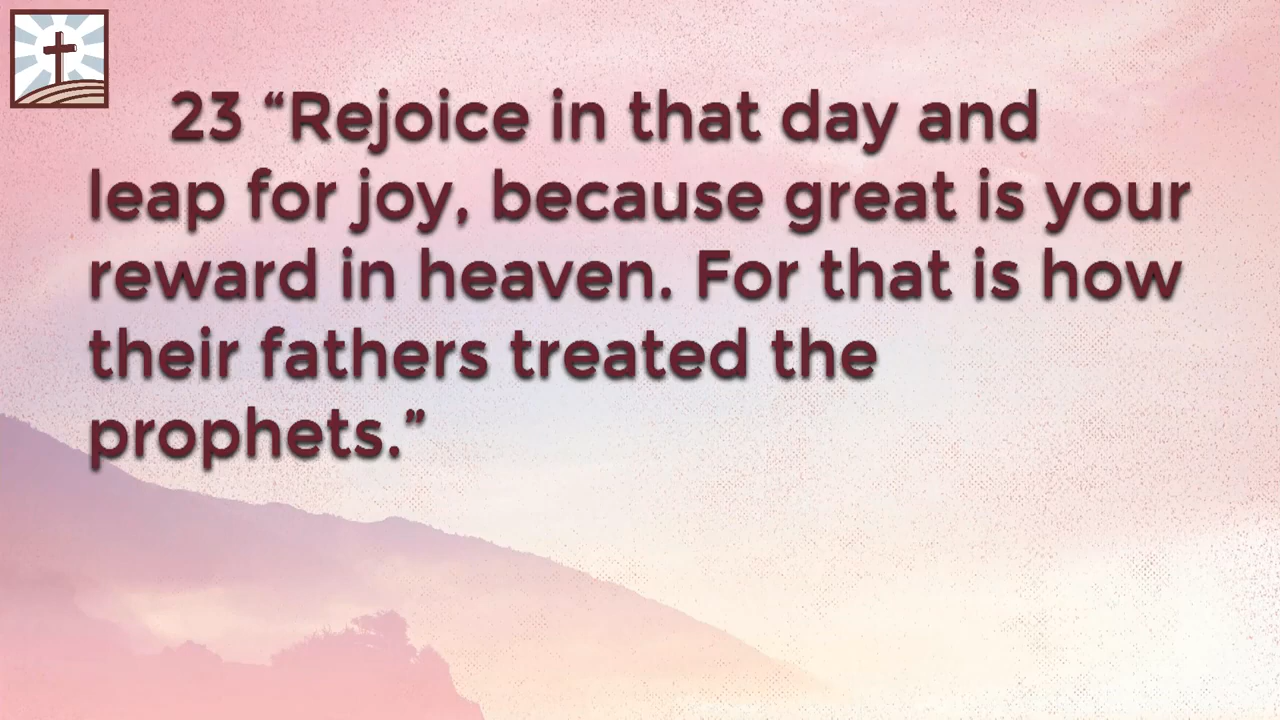 23 “Rejoice in that day and
leap for joy, because great is your
reward in heaven. For that is how
their fathers treated the
prophets.”